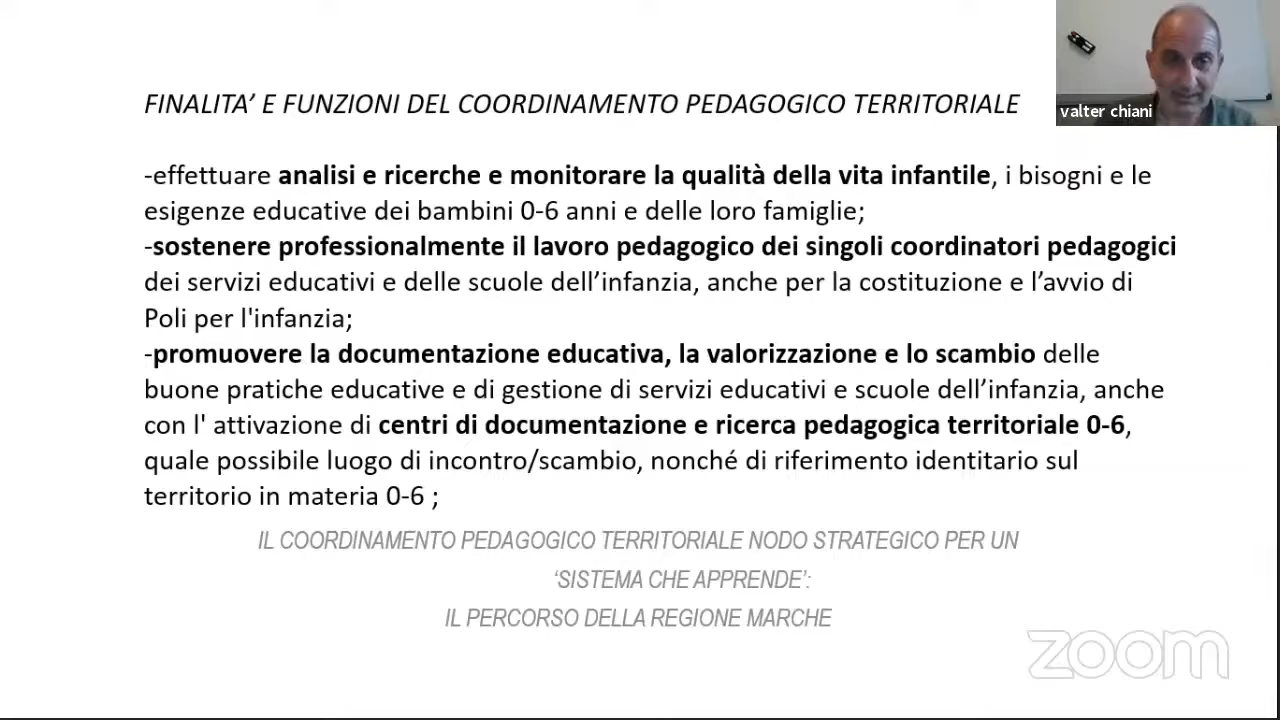 FINALITA’ E FUNZIONI DEL COORDINAMENTO PEDAGOGICO TERRITORIALE
valter chiani
-effettuare analisi e ricerche e monitorare la qualità della vita infantile, i bisogni e le
esigenze educative dei bambini 0-6 anni e delle loro famiglie;
-sostenere professionalmente il lavoro pedagogico dei singoli coordinatori pedagogici
dei servizi educativi e delle scuole dell’infanzia, anche per la costituzione e l’avvio di
Poli per l'infanzia;
-promuovere la documentazione educativa, la valorizzazione e lo scambio delle
buone pratiche educative e di gestione di servizi educativi e scuole dell’infanzia, anche
con l' attivazione di centri di documentazione e ricerca pedagogica territoriale 0-6,
quale possibile luogo di incontro/scambio, nonché di riferimento identitario sul
territorio in materia 0-6 ;
IL COORDINAMENTO PEDAGOGICO TERRITORIALE NODO STRATEGICO PER UN
‘SISTEMA CHE APPRENDE’:
IL PERCORSO DELLA REGIONE MARCHE
zoom